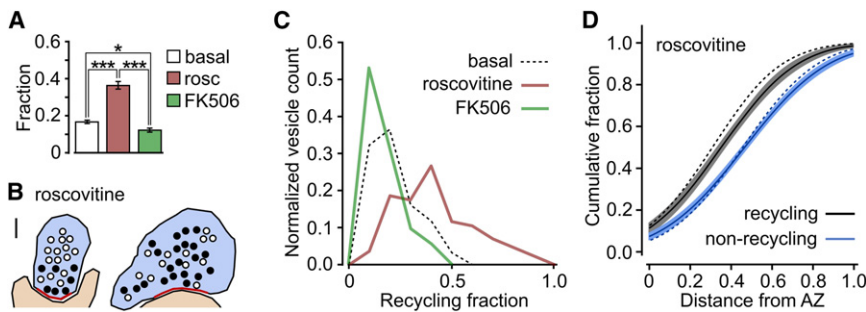 A
0.6
0.4
0.2
0
Fraction
*
*** ***
basal
rosc
FK506
B
roscovitine
C
0.6
0.5
0.4
0.3
0.2
0.1
0.0
Normalized vesicle count
basal
roscovitine
FK506
0
0.5
1.0
Recycling fraction
D
roscovitine
1.0
0.8
0.6
0.4
0.2
0.0
Cumulative fraction
recycling
non-recycling
0 0.2 0.4 0.6 0.8 1.0
Distance from AZ